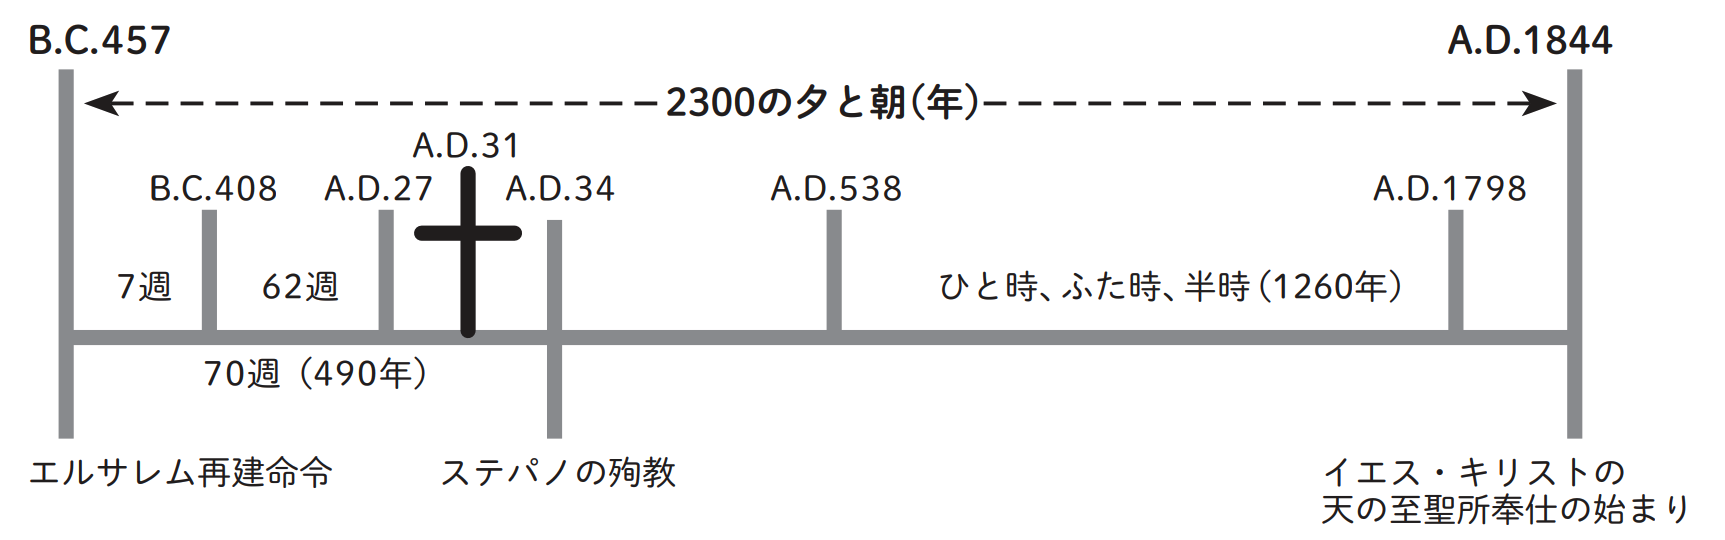 B.C.457
A.D.1844
2300の夕と朝(年)
A.D.31
B.C.408
A.D.27
A.D.34
A.D.538
A.D.1798
7週
62週
ひと時、ふた時、半時(1260年)
70週(490年)
エルサレム再建命令
ステパノの殉教
イエス・キリストの
天の至聖所奉仕の始まり